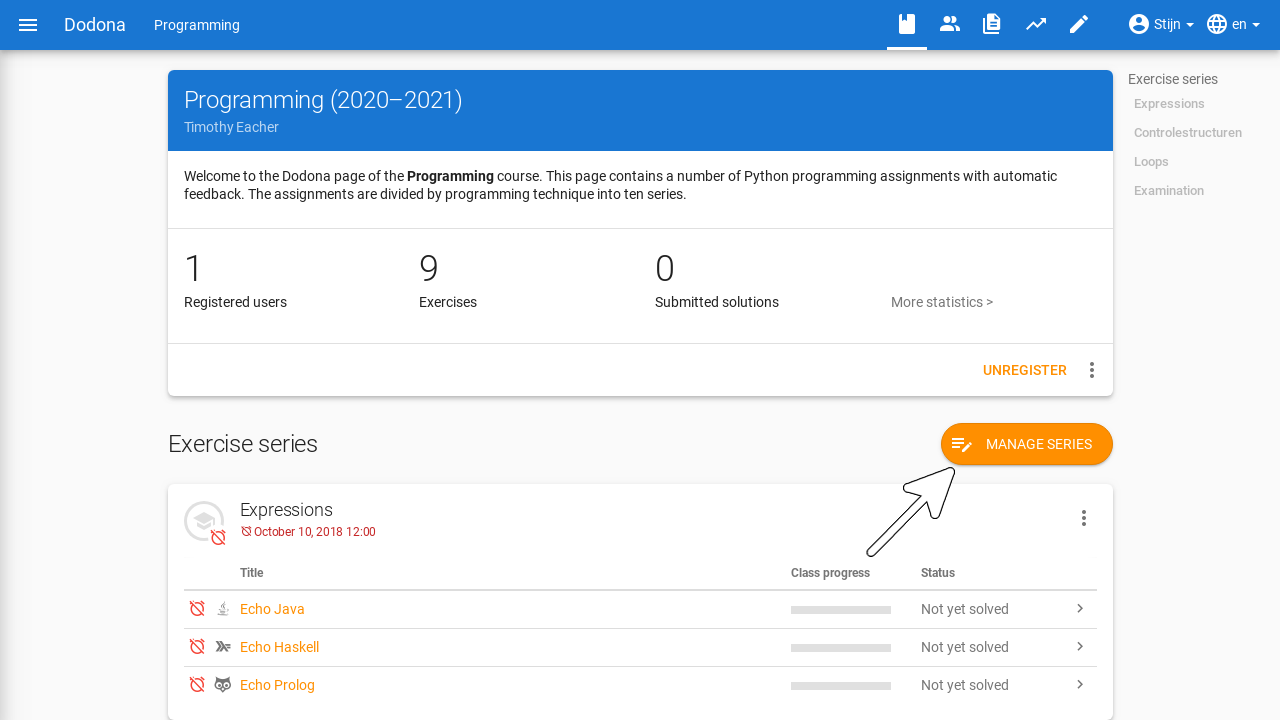 Dodona
Programming
Stijn
en
Programming (2020–2021)
Timothy Eacher
Welcome to the Dodona page of the Programming course. This page contains a number of Python programming assignments with automatic
feedback. The assignments are divided by programming technique into ten series.
1
Registered users
9
Exercises
0
Submitted solutions
More statistics >
UNREGISTER
Exercise series
Expressions
Controlestructuren
Loops
Examination
Exercise series
MANAGE SERIES
Expressions
October 10, 2018 12:00
Title Class progress Status
Echo Java Not yet solved
Echo Haskell Not yet solved
Echo Prolog Not yet solved